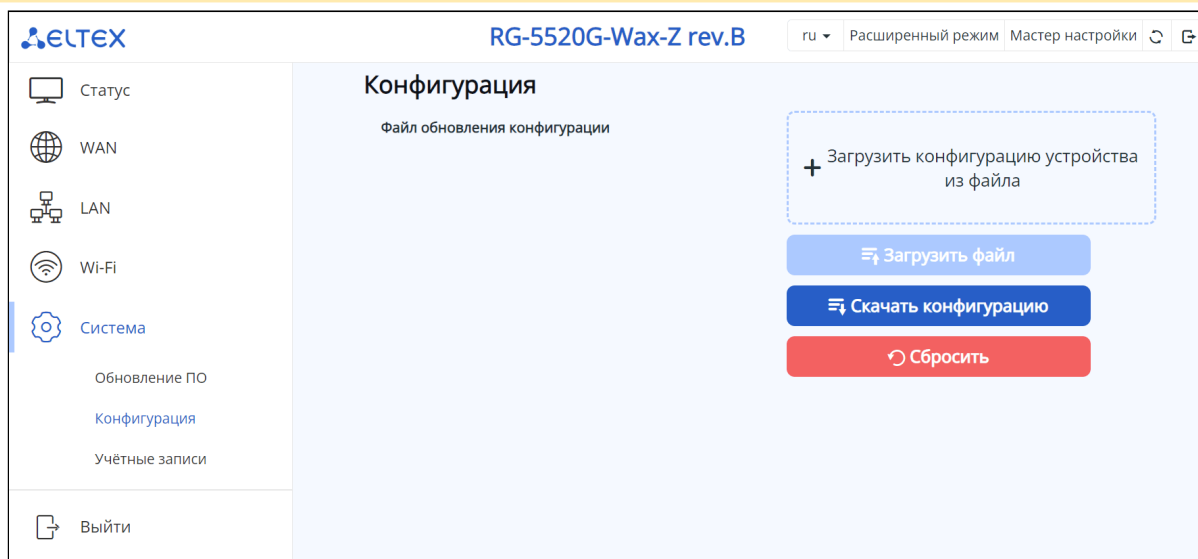 ELTEX
RG-5520G-Wax-Z rev.B
ru
Расширенный режим
Мастер настройки
Статус
WAN
LAN
Wi-Fi
Система
Обновление ПО
Конфигурация
Учётные записи
Выйти
Конфигурация
Файл обновления конфигурации
Загрузить конфигурацию устройства
из файла
Загрузить файл
Скачать конфигурацию
Сбросить